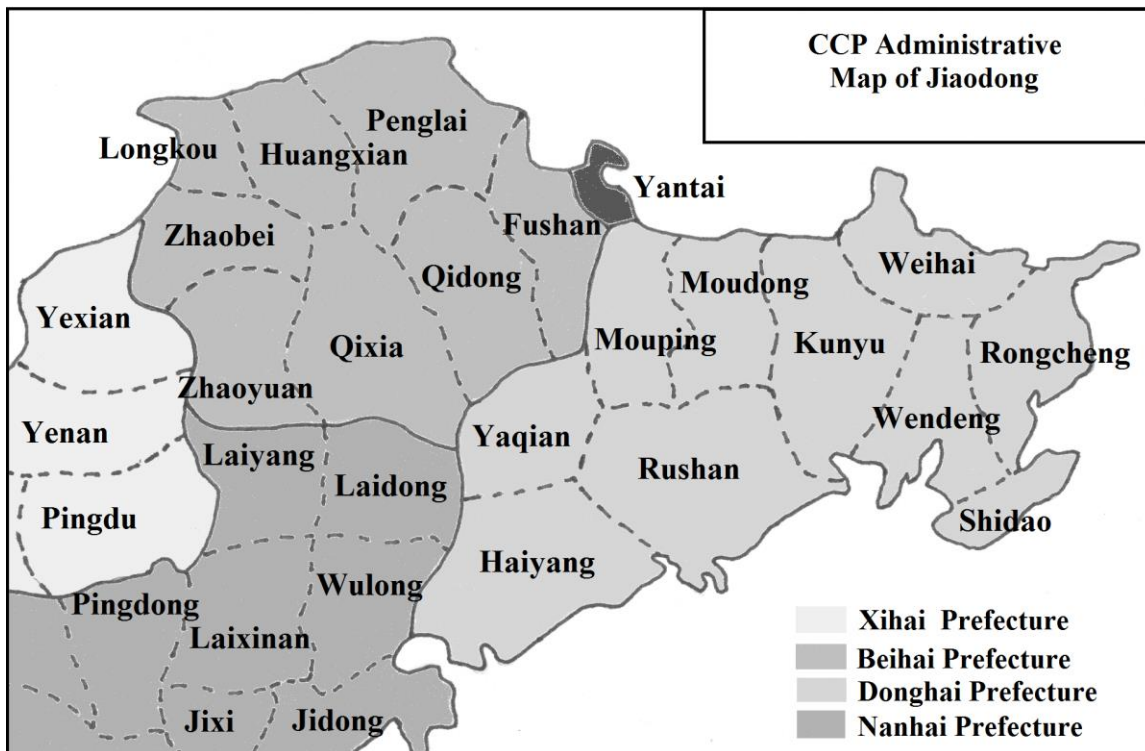 CCP Administrative
Map of Jiaodong
Penglai
Longkou
Huangxian
Yantai
Fushan
Zhaobei
Weihai
Qidong
Moudong
Yexian
Qixia
Mouping
Kunyu
Rongcheng
Zhaoyuan
Wendeng
Yenan
Yaqian
Laiyang
Rushan
Laidong
Pingdu
Shidao
Haiyang
Wulong
Pingdong
Laixinan
Xihai Prefecture
Beihai Prefecture
Donghai Prefecture
Nanhai Prefecture
Jixi
Jidong